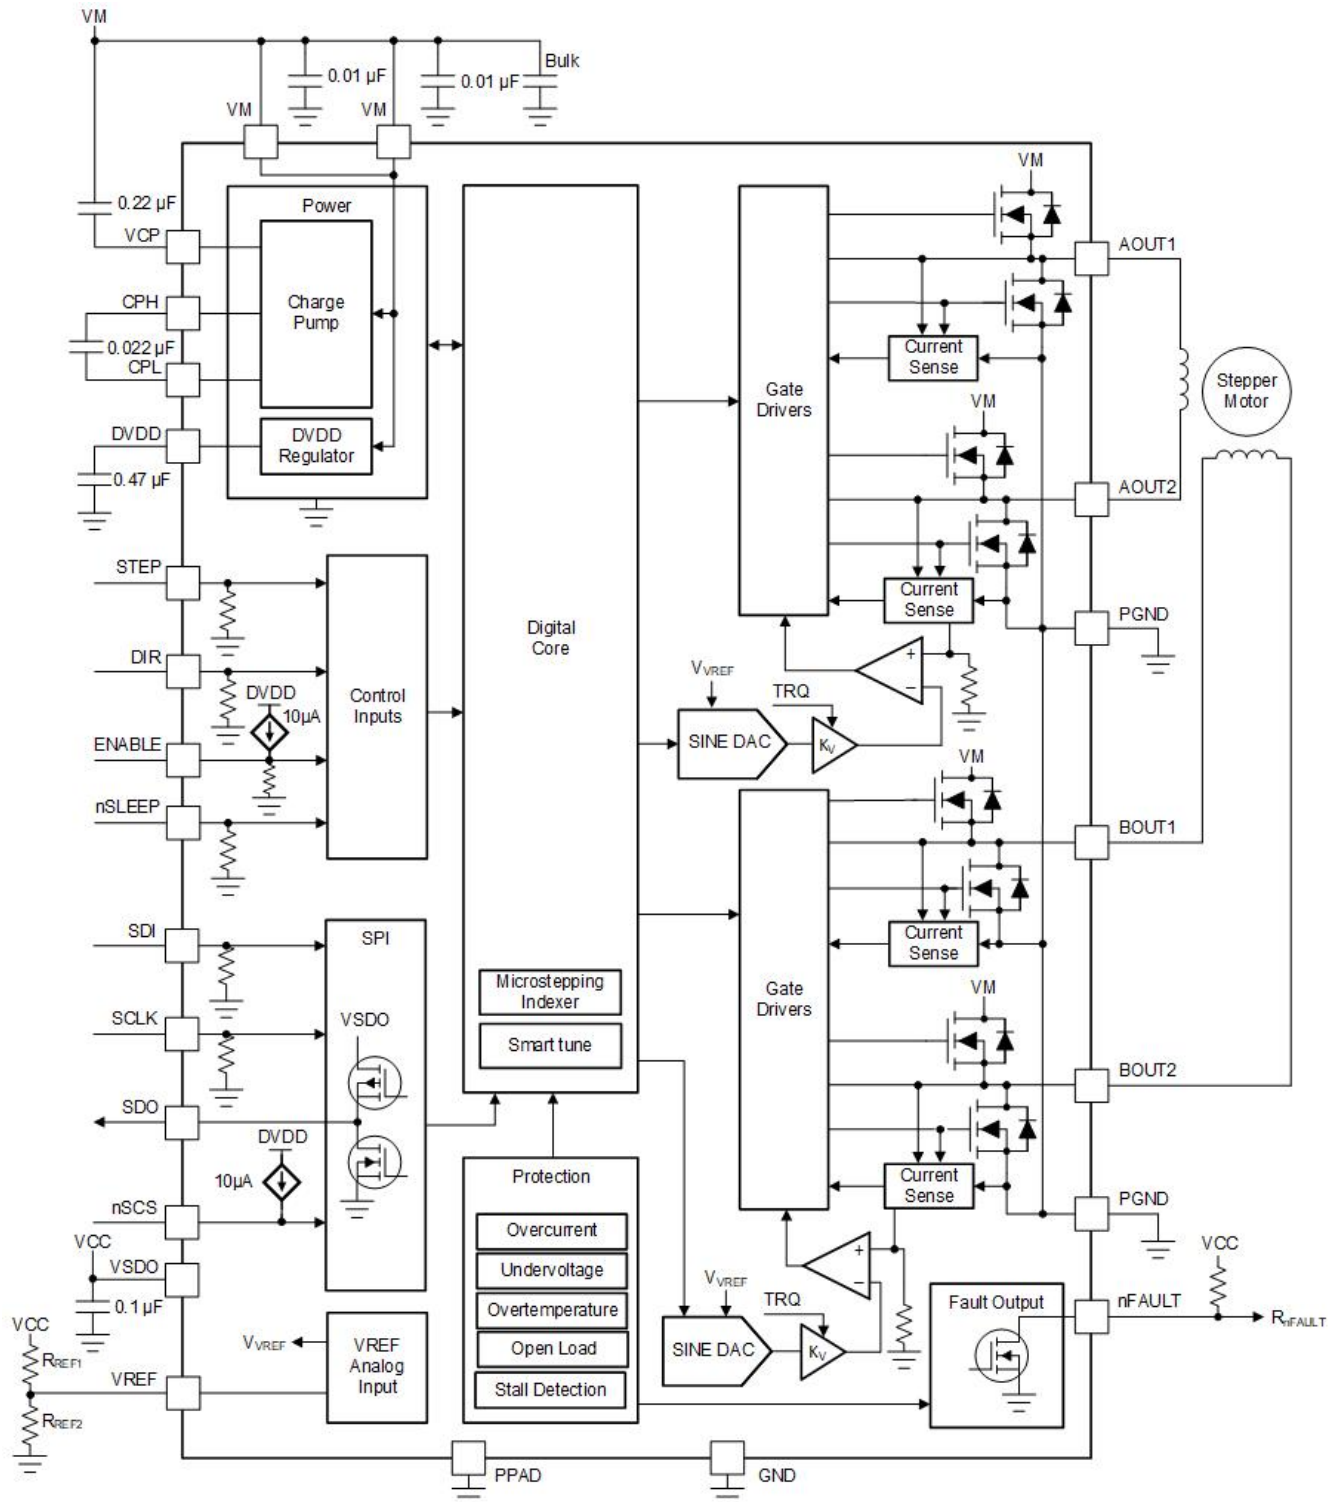 VM
Bulk
0.01 µF
0.01 µF
VM
VM
VM
0.22 µF
Power
VCP
AOUT1
CPH
Charge
Pump
0.022 µF
CPL
Current
Sense
Gate
Drivers
Stepper
Motor
VM
DVDD
DVDD
Regulator
0.47 µF
AOUT2
STEP
Current
Sense
PGND
Digital
Core
DIR
VVREF
TRQ
+
−
DVDD
10µA
Control
Inputs
ENABLE
SINE DAC
KV
VM
nSLEEP
BOUT1
SDI
SPI
Current
Sense
Microstepping
Indexer
Gate
Drivers
VM
SCLK
VSDO
Smart tune
BOUT2
SDO
DVDD
10µA
Protection
Current
Sense
PGND
nSCS
Overcurrent
VCC
VCC
VSDO
Undervoltage
+
−
0.1 µF
Overtemperature
VVREF
TRQ
Fault Output
nFAULT
RnFAULT
VCC
RREF1
VVREF
VREF
Analog
Input
Open Load
SINE DAC
KV
VREF
Stall Detection
RREF2
PPAD
GND